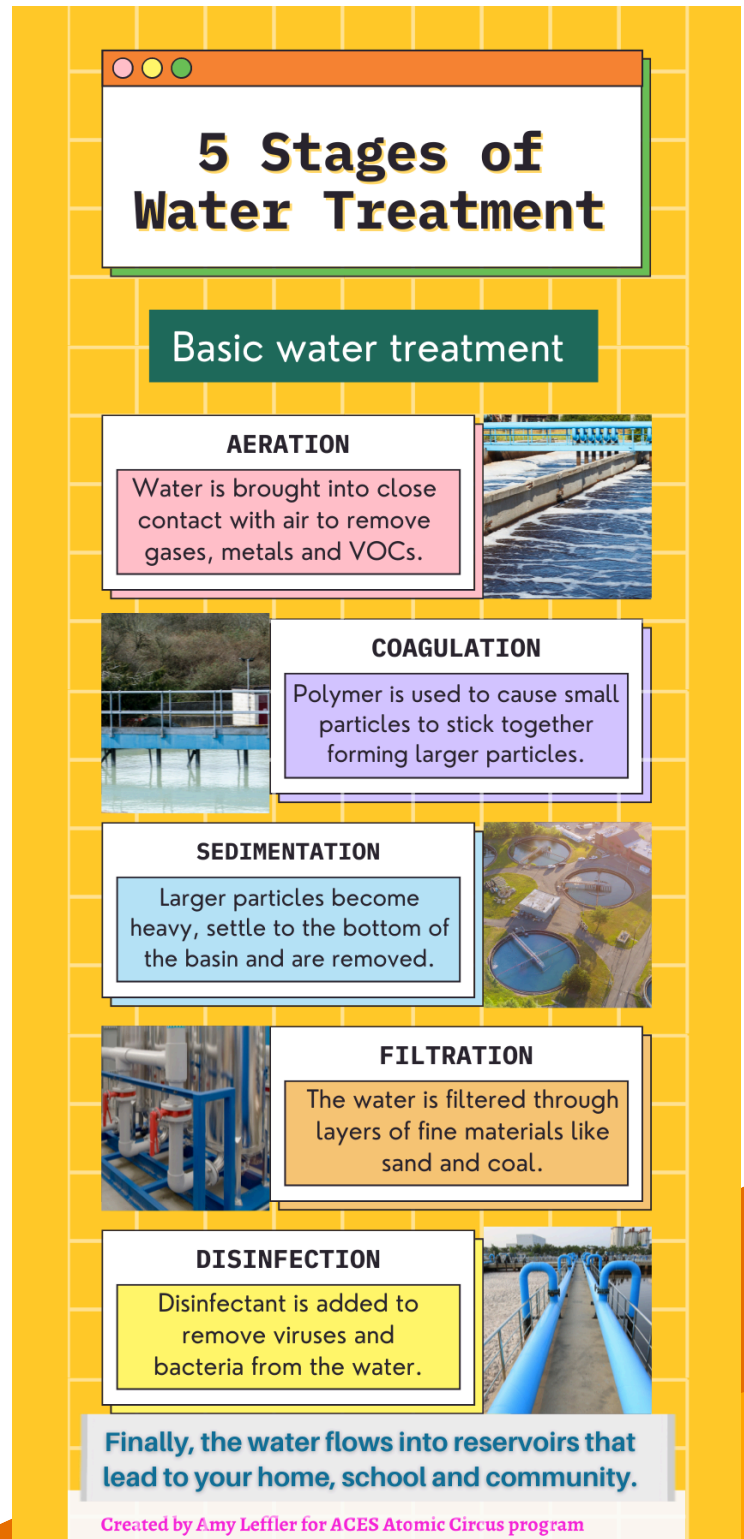 5 Stages of
Water Treatment
Basic water treatment
AERATION
Water is brought into close
contact with air to remove
gases, metals and VOCs.
COAGULATION
Polymer is used to cause small
particles to stick together
forming larger particles.
SEDIMENTATION
Larger particles become
heavy, settle to the bottom of
the basin and are removed.
FILTRATION
The water is filtered through
layers of fine materials like
sand and coal.
DISINFECTION
Disinfectant is added to
remove viruses and
bacteria from the water.
Finally, the water flows into reservoirs that
lead to your home, school and community.
Created by Amy Leffler for ACES Atomic Circus program